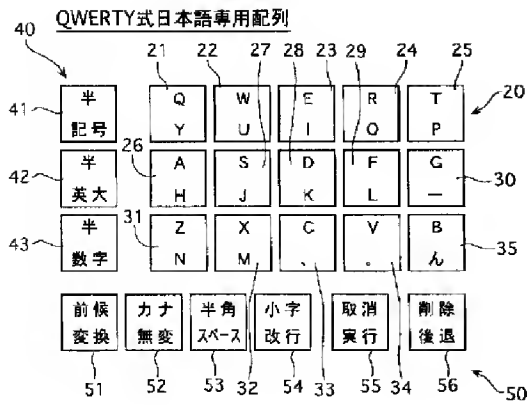 QWERTY式日本語専用配列
40 21 22 27 28 23 29 24 25
41 半 Q W E R T 20
記号 Y U I O P
26
42 半 A S D F G 30
英大 H J K L ー
31
43 半 Z X C V B 35
数字 N M 、 。 ん
前候 カナ 半角 小字 取消 削除
変換 無変 スペース 改行 実行 後退
51 52 53 32 54 33 55 34 56 50